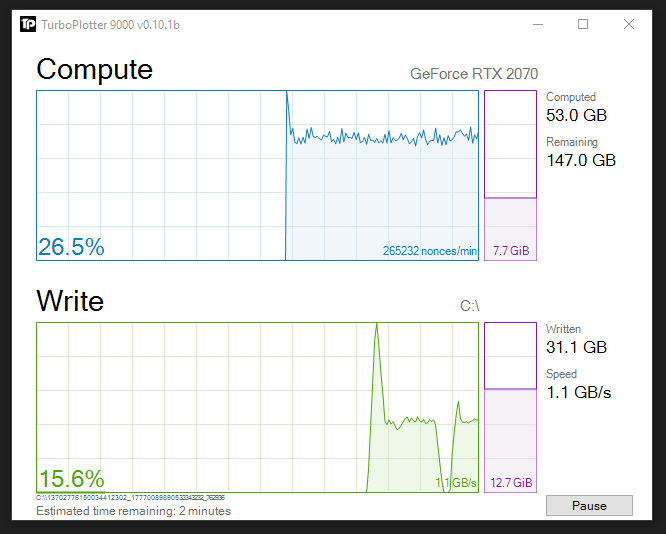 TurboPlotter 9000 v0.10.1b
Compute
GeForce RTX 2070
Computed
53.0 GB
Remaining
147.0 GB
26.5%
265232 nonces/min
7.7 GiB
Write
C:\
Written
31.1 GB
Speed
1.1 GB/s
15.6%
1.1 GB/s
12.7 GiB
Estimated time remaining: 2 minutes
Pause